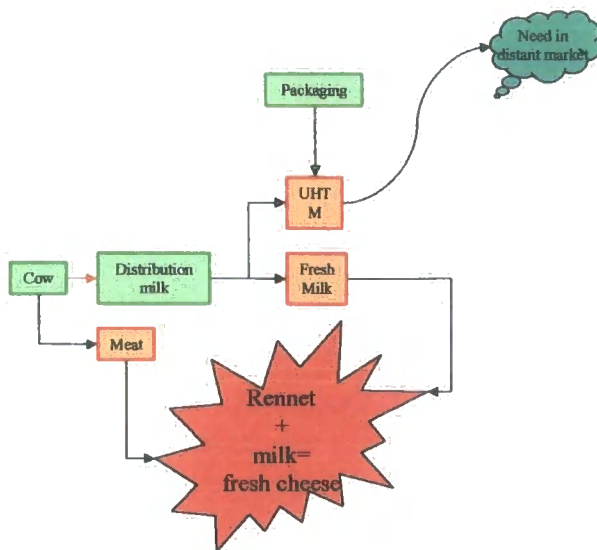 Need in
distant market
Packaging
UHT
M
Cow
Distribution
milk
Fresh
Milk
Meat
Rennet
+
milk=
fresh cheese